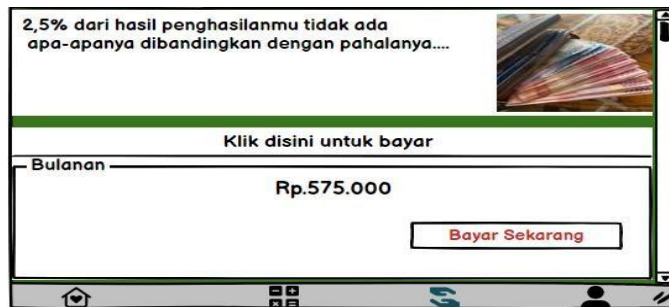 2,5% dari hasil penghasilanmu tidak ada
apa-apanya dibandingkan dengan pahalanya....
Klik disini untuk bayar
Bulanan
Rp.575.000
Bayar Sekarang